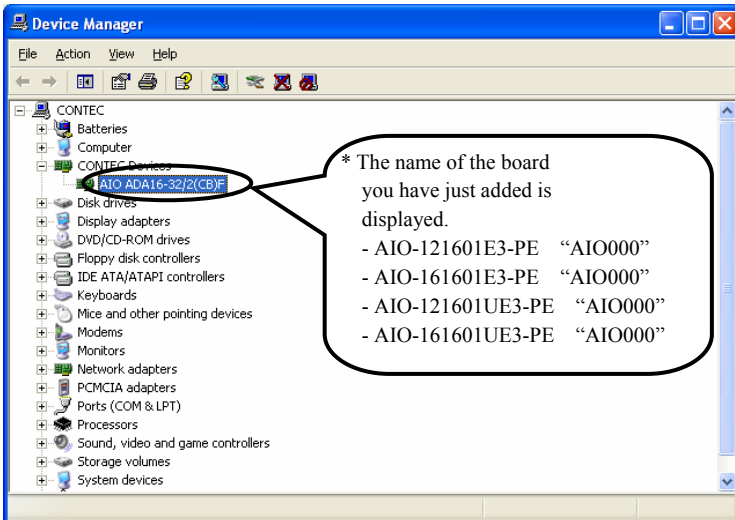 Device Manager
File Action View Help
CONTEC
Batteries
Computer
CONTEC Devices
AIO ADA16-32/2(CB)F
Disk drives
Display adapters
DVD/CD-ROM drives
Floppy disk controllers
IDE ATA/ATAPI controllers
Keyboards
Mice and other pointing devices
Modems
Monitors
Network adapters
PCMCIA adapters
Ports (COM & LPT)
Processors
Sound, video and game controllers
Storage volumes
System devices
* The name of the board
you have just added is
displayed.
- AIO-121601E3-PE “AIO000”
- AIO-161601E3-PE “AIO000”
- AIO-121601UE3-PE “AIO000”
- AIO-161601UE3-PE “AIO000”